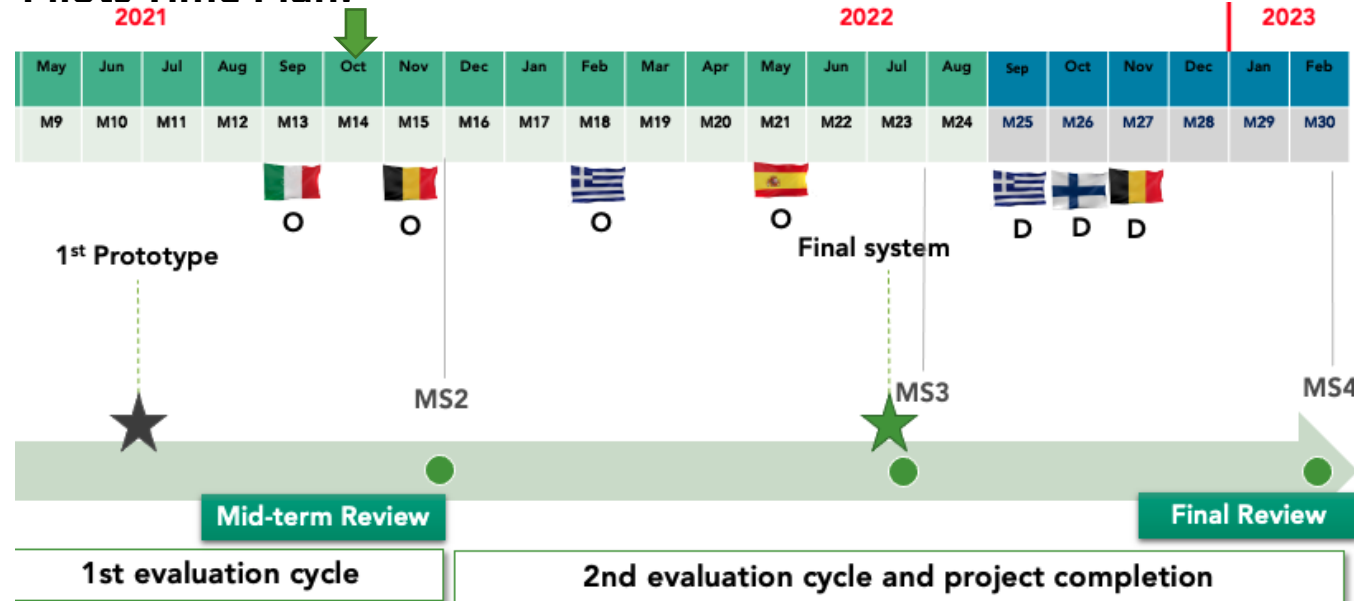 2021 2022 2023
May Jun Jul Aug Sep Oct Nov Dec Jan Feb Mar Apr May Jun Jul Aug Sep Oct Nov Dec Jan Feb
M9 M10 M11 M12 M13 M14 M15 M16 M17 M18 M19 M20 M21 M22 M23 M24 M25 M26 M27 M28 M29 M30
O O O O D D D
1st Prototype Final system
MS2 MS3 MS4
Mid-term Review Final Review
1st evaluation cycle 2nd evaluation cycle and project completion